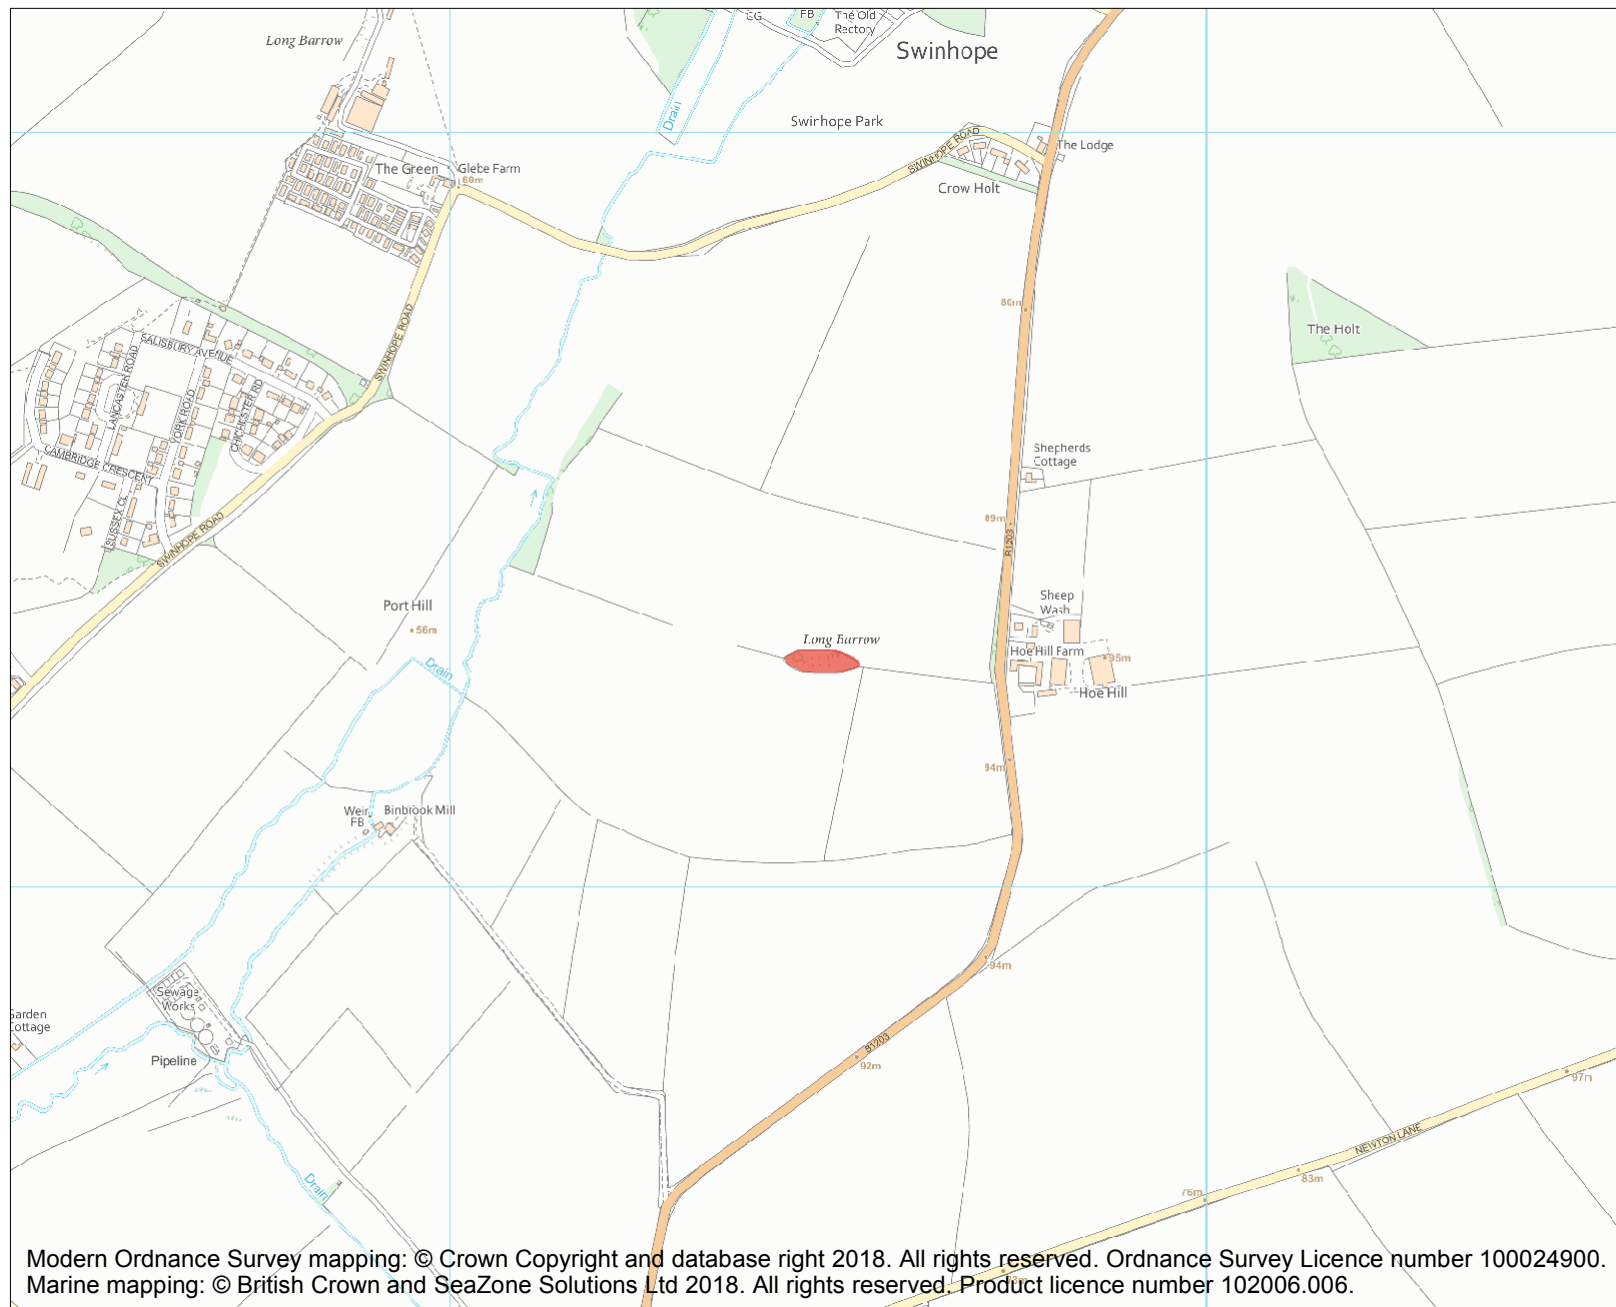 CG
FB
The Old
Rectory
Long Barrow
Swinhope
Drain
Swinhope Park
SWINHOPE ROAD
The Lodge
The Green
Glebe Farm
69m
Crow Holt
80m
SWINHOPE ROAD
The Holt
SALISBURY AVENUE
LANCASTER ROAD
YORK ROAD
CHICHESTER RD
CAMBRIDGE CRESCENT
SUSSEX CL
SWINHOPE ROAD
Shepherds
Cottage
89m
B1203
Port Hill
56m
Sheep
Wash
Long Barrow
Hoe Hill Farm
95m
Drain
Hoe Hill
94m
Weir
FB
Binbrook Mill
94m
Sewage
Works
Garden
Cottage
Pipeline
B1203
92m
97m
NEWTON LANE
83m
76m
Drain
73m
Modern Ordnance Survey mapping: © Crown Copyright and database right 2018. All rights reserved. Ordnance Survey Licence number 100024900.
Marine mapping: © British Crown and SeaZone Solutions Ltd 2018. All rights reserved. Product licence number 102006.006.